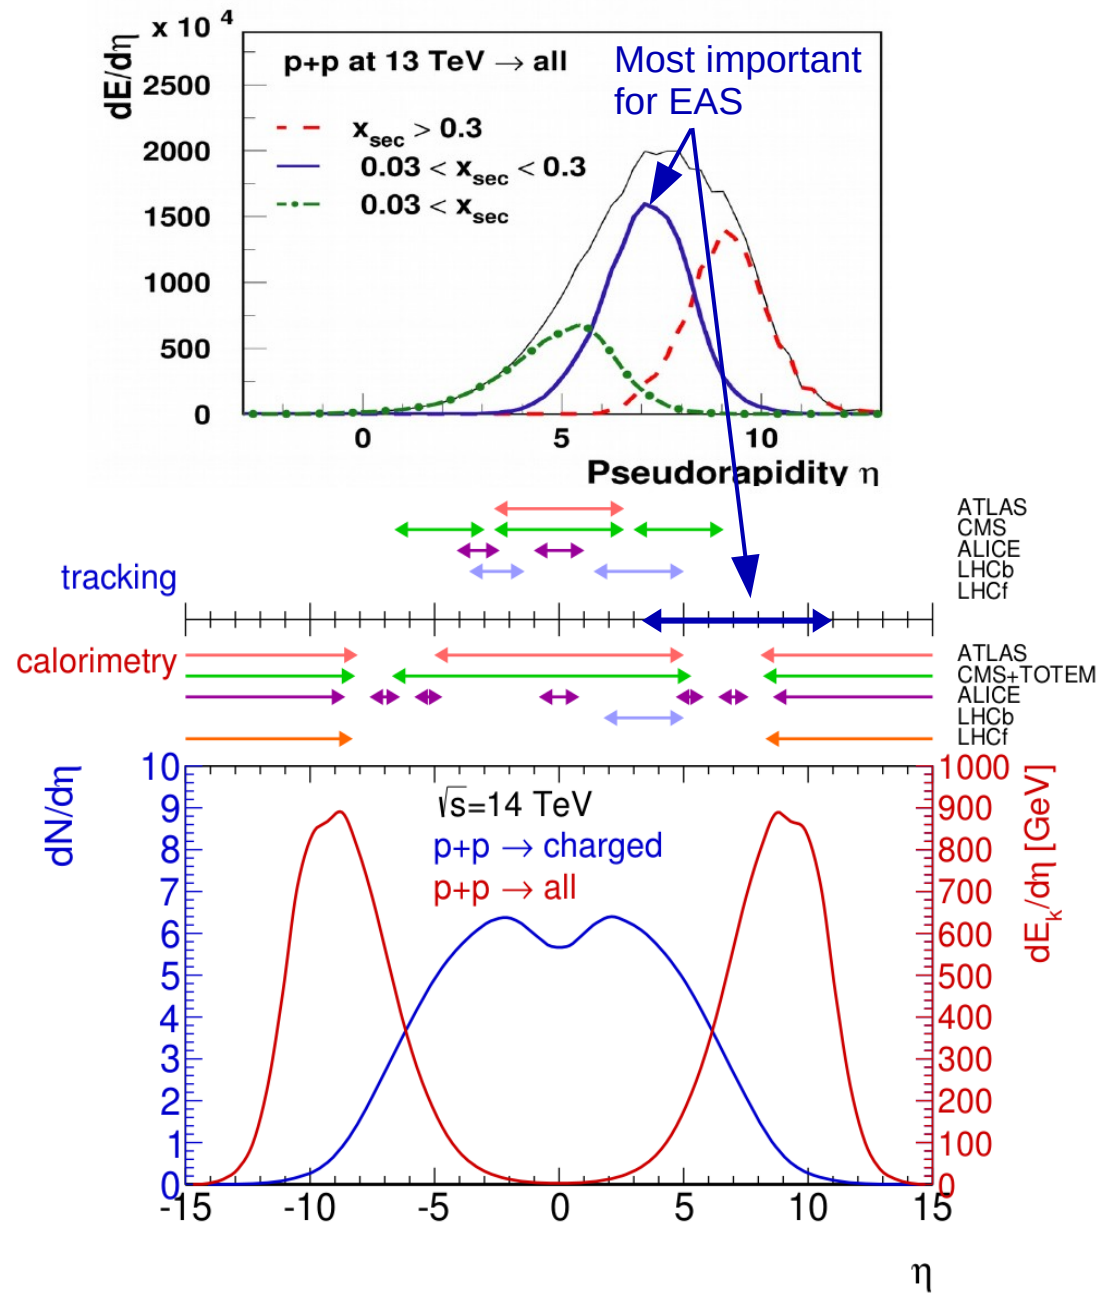 x 10 4
dE/dη
p+p at 13 TeV → all
Most important
for EAS
2500
xsec > 0.3
2000
0.03 < xsec < 0.3
0.03 < xsec
1500
1000
500
0
0 5 10
Pseudorapidity η
ATLAS
CMS
ALICE
tracking
LHCb
LHCf
calorimetry
ATLAS
CMS+TOTEM
ALICE
LHCb
LHCf
dN/dη
10
9
8
7
6
5
4
3
2
1
0
√s=14 TeV
p+p → charged
p+p → all
1000
900
800
700
600
500
400
300
200
100
0
dEk/dη [GeV]
-15 -10 -5 0 5 10 15
η